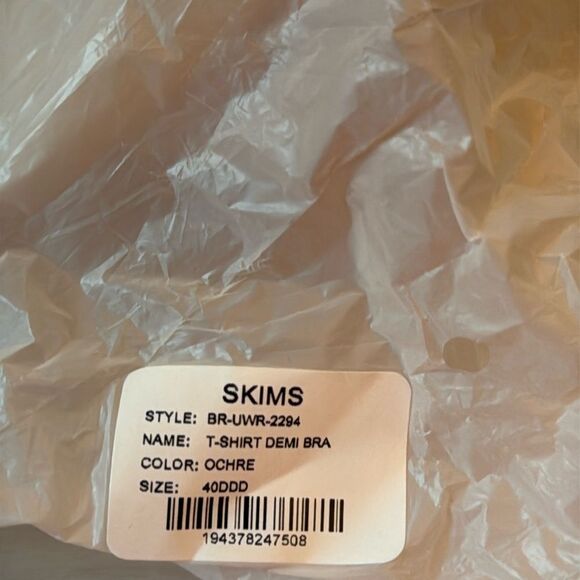 SKIMS
STYLE: BR-UWR-2294
NAME: T-SHIRT DEMI BRA
COLOR: OCHRE
SIZE: 40DDD
194378247508